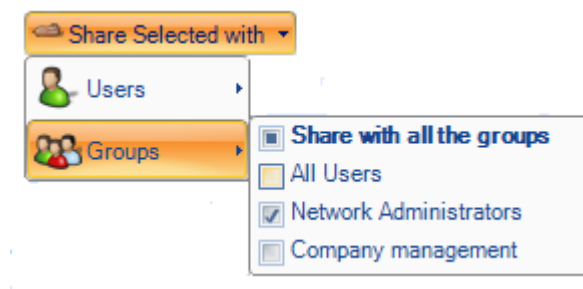 Share Selected with
Users
Groups
Share with all the groups
All Users
Network Administrators
Company management